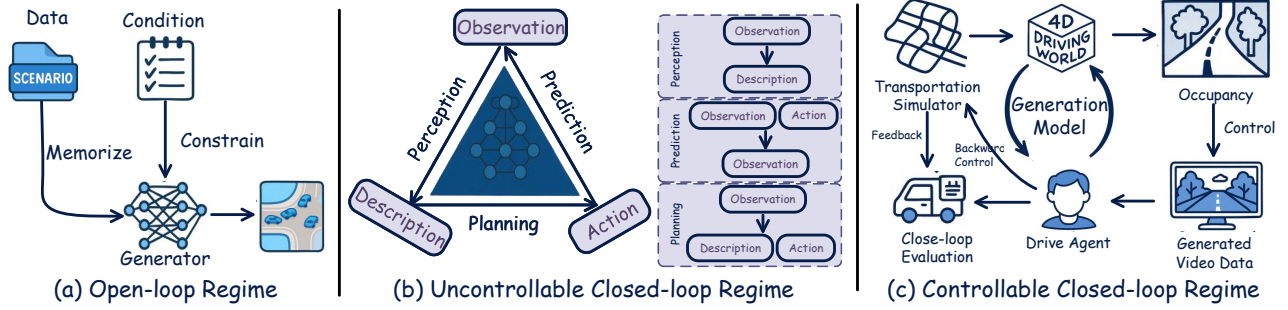 Data
Condition
SCENARIO
Memorize
Constrain
Generator
(a) Open-loop Regime
Observation
Perception
Prediction
Description
Planning
Action
Perception
Observation
Description
Prediction
Observation
Action
Observation
Planning
Observation
Description
Action
(b) Uncontrollable Closed-loop Regime
4D
DRIVING
WORLD
Transportation
Simulator
Generation
Model
Occupancy
Feedback
Backward
Control
Control
Close-loop
Evaluation
Drive Agent
Generated
Video Data
(c) Controllable Closed-loop Regime